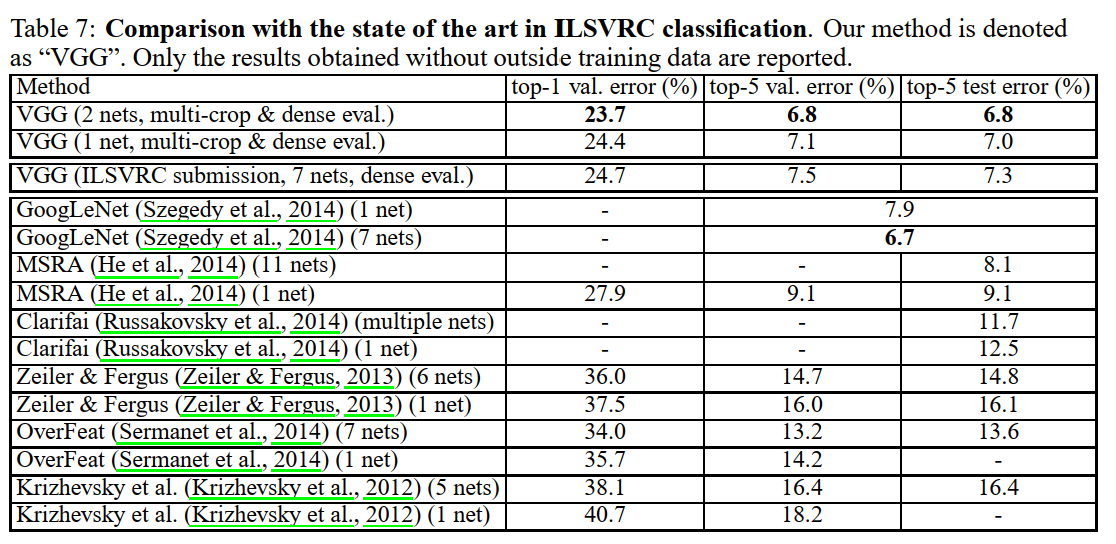 Table 7: Comparison with the state of the art in ILSVRC classification. Our method is denoted
as “VGG”. Only the results obtained without outside training data are reported.
Method top-1 val. error (%) top-5 val. error (%) top-5 test error (%)
VGG (2 nets, multi-crop & dense eval.) 23.7 6.8 6.8
VGG (1 net, multi-crop & dense eval.) 24.4 7.1 7.0
VGG (ILSVRC submission, 7 nets, dense eval.) 24.7 7.5 7.3
GoogLeNet (Szegedy et al., 2014) (1 net) - 7.9
GoogLeNet (Szegedy et al., 2014) (7 nets) - 6.7
MSRA (He et al., 2014) (11 nets) - - 8.1
MSRA (He et al., 2014) (1 net) 27.9 9.1 9.1
Clarifai (Russakovsky et al., 2014) (multiple nets) - - 11.7
Clarifai (Russakovsky et al., 2014) (1 net) - - 12.5
Zeiler & Fergus (Zeiler & Fergus, 2013) (6 nets) 36.0 14.7 14.8
Zeiler & Fergus (Zeiler & Fergus, 2013) (1 net) 37.5 16.0 16.1
OverFeat (Sermanet et al., 2014) (7 nets) 34.0 13.2 13.6
OverFeat (Sermanet et al., 2014) (1 net) 35.7 14.2 -
Krizhevsky et al. (Krizhevsky et al., 2012) (5 nets) 38.1 16.4 16.4
Krizhevsky et al. (Krizhevsky et al., 2012) (1 net) 40.7 18.2 -